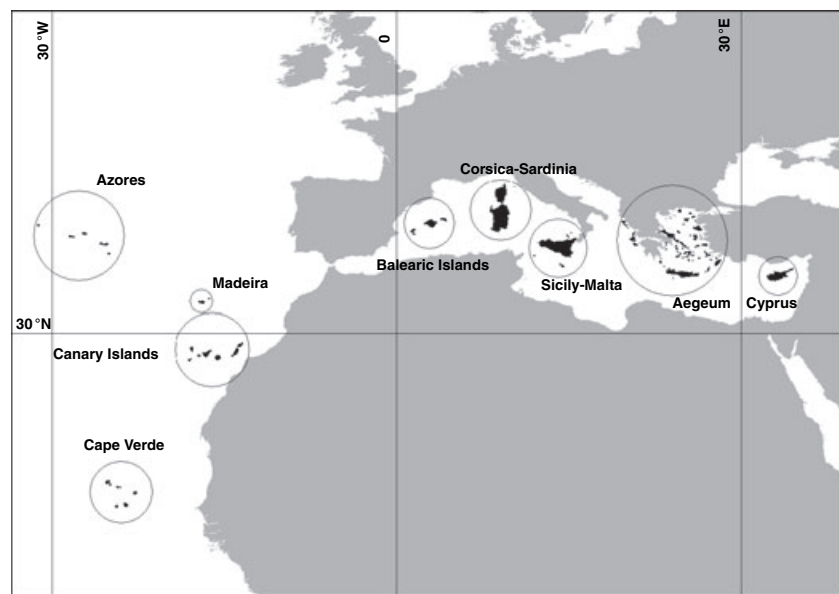 30°W
0
30°E
Corsica-Sardinia
Azores
Balearic Islands
Madeira
Sicily-Malta
Aegeum
Cyprus
30°N
Canary Islands
Cape Verde